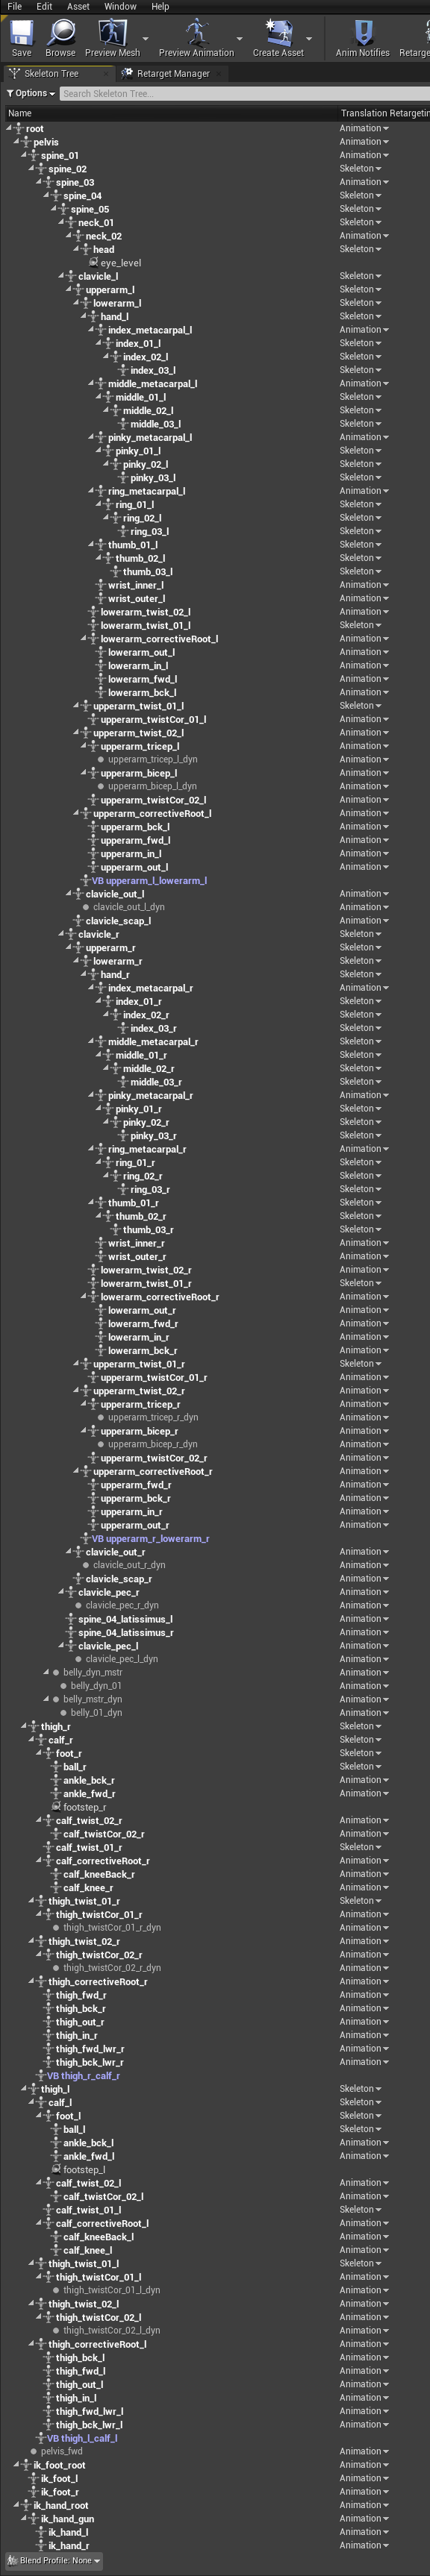 File Edit Asset Window Help
Save Browse Preview Mesh Preview Animation Create Asset Anim Notifies Retarge
Skeleton Tree Retarget Manager
Options Search Skeleton Tree...
Name Translation Retargetin
root Animation
pelvis Animation
spine_01 Animation
spine_02 Skeleton
spine_03 Animation
spine_04 Skeleton
spine_05 Skeleton
neck_01 Skeleton
neck_02 Animation
head Skeleton
eye_level
clavicle_l Skeleton
upperarm_l Skeleton
lowerarm_l Skeleton
hand_l Skeleton
index_metacarpal_l Animation
index_01_l Skeleton
index_02_l Skeleton
index_03_l Skeleton
middle_metacarpal_l Animation
middle_01_l Skeleton
middle_02_l Skeleton
middle_03_l Skeleton
pinky_metacarpal_l Animation
pinky_01_l Skeleton
pinky_02_l Skeleton
pinky_03_l Skeleton
ring_metacarpal_l Animation
ring_01_l Skeleton
ring_02_l Skeleton
ring_03_l Skeleton
thumb_01_l Skeleton
thumb_02_l Skeleton
thumb_03_l Skeleton
wrist_inner_l Animation
wrist_outer_l Animation
lowerarm_twist_02_l Animation
lowerarm_twist_01_l Skeleton
lowerarm_correctiveRoot_l Animation
lowerarm_out_l Animation
lowerarm_in_l Animation
lowerarm_fwd_l Animation
lowerarm_bck_l Animation
upperarm_twist_01_l Skeleton
upperarm_twistCor_01_l Animation
upperarm_twist_02_l Animation
upperarm_tricep_l Animation
upperarm_tricep_l_dyn Animation
upperarm_bicep_l Animation
upperarm_bicep_l_dyn Animation
upperarm_twistCor_02_l Animation
upperarm_correctiveRoot_l Animation
upperarm_bck_l Animation
upperarm_fwd_l Animation
upperarm_in_l Animation
upperarm_out_l Animation
VB upperarm_l_lowerarm_l
clavicle_out_l Animation
clavicle_out_l_dyn Animation
clavicle_scap_l Animation
clavicle_r Skeleton
upperarm_r Skeleton
lowerarm_r Skeleton
hand_r Skeleton
index_metacarpal_r Animation
index_01_r Skeleton
index_02_r Skeleton
index_03_r Skeleton
middle_metacarpal_r Skeleton
middle_01_r Skeleton
middle_02_r Skeleton
middle_03_r Skeleton
pinky_metacarpal_r Animation
pinky_01_r Skeleton
pinky_02_r Skeleton
pinky_03_r Skeleton
ring_metacarpal_r Animation
ring_01_r Skeleton
ring_02_r Skeleton
ring_03_r Skeleton
thumb_01_r Skeleton
thumb_02_r Skeleton
thumb_03_r Skeleton
wrist_inner_r Animation
wrist_outer_r Animation
lowerarm_twist_02_r Animation
lowerarm_twist_01_r Skeleton
lowerarm_correctiveRoot_r Animation
lowerarm_out_r Animation
lowerarm_fwd_r Animation
lowerarm_in_r Animation
lowerarm_bck_r Animation
upperarm_twist_01_r Skeleton
upperarm_twistCor_01_r Animation
upperarm_twist_02_r Animation
upperarm_tricep_r Animation
upperarm_tricep_r_dyn Animation
upperarm_bicep_r Animation
upperarm_bicep_r_dyn Animation
upperarm_twistCor_02_r Animation
upperarm_correctiveRoot_r Animation
upperarm_fwd_r Animation
upperarm_bck_r Animation
upperarm_in_r Animation
upperarm_out_r Animation
VB upperarm_r_lowerarm_r
clavicle_out_r Animation
clavicle_out_r_dyn Animation
clavicle_scap_r Animation
clavicle_pec_r Animation
clavicle_pec_r_dyn Animation
spine_04_latissimus_l Animation
spine_04_latissimus_r Animation
clavicle_pec_l Animation
clavicle_pec_l_dyn Animation
belly_dyn_mstr Animation
belly_dyn_01 Animation
belly_mstr_dyn Animation
belly_01_dyn Animation
thigh_r Skeleton
calf_r Skeleton
foot_r Skeleton
ball_r Skeleton
ankle_bck_r Animation
ankle_fwd_r Animation
footstep_r
calf_twist_02_r Animation
calf_twistCor_02_r Animation
calf_twist_01_r Skeleton
calf_correctiveRoot_r Animation
calf_kneeBack_r Animation
calf_knee_r Animation
thigh_twist_01_r Skeleton
thigh_twistCor_01_r Animation
thigh_twistCor_01_r_dyn Animation
thigh_twist_02_r Animation
thigh_twistCor_02_r Animation
thigh_twistCor_02_r_dyn Animation
thigh_correctiveRoot_r Animation
thigh_fwd_r Animation
thigh_bck_r Animation
thigh_out_r Animation
thigh_in_r Animation
thigh_fwd_lwr_r Animation
thigh_bck_lwr_r Animation
VB thigh_r_calf_r
thigh_l Skeleton
calf_l Skeleton
foot_l Skeleton
ball_l Skeleton
ankle_bck_l Animation
ankle_fwd_l Animation
footstep_l
calf_twist_02_l Animation
calf_twistCor_02_l Animation
calf_twist_01_l Skeleton
calf_correctiveRoot_l Animation
calf_kneeBack_l Animation
calf_knee_l Animation
thigh_twist_01_l Skeleton
thigh_twistCor_01_l Animation
thigh_twistCor_01_l_dyn Animation
thigh_twist_02_l Animation
thigh_twistCor_02_l Animation
thigh_twistCor_02_l_dyn Animation
thigh_correctiveRoot_l Animation
thigh_bck_l Animation
thigh_fwd_l Animation
thigh_out_l Animation
thigh_in_l Animation
thigh_fwd_lwr_l Animation
thigh_bck_lwr_l Animation
VB thigh_l_calf_l
pelvis_fwd Animation
ik_foot_root Animation
ik_foot_l Animation
ik_foot_r Animation
ik_hand_root Animation
ik_hand_gun Animation
ik_hand_l Animation
ik_hand_r Animation
Blend Profile: None